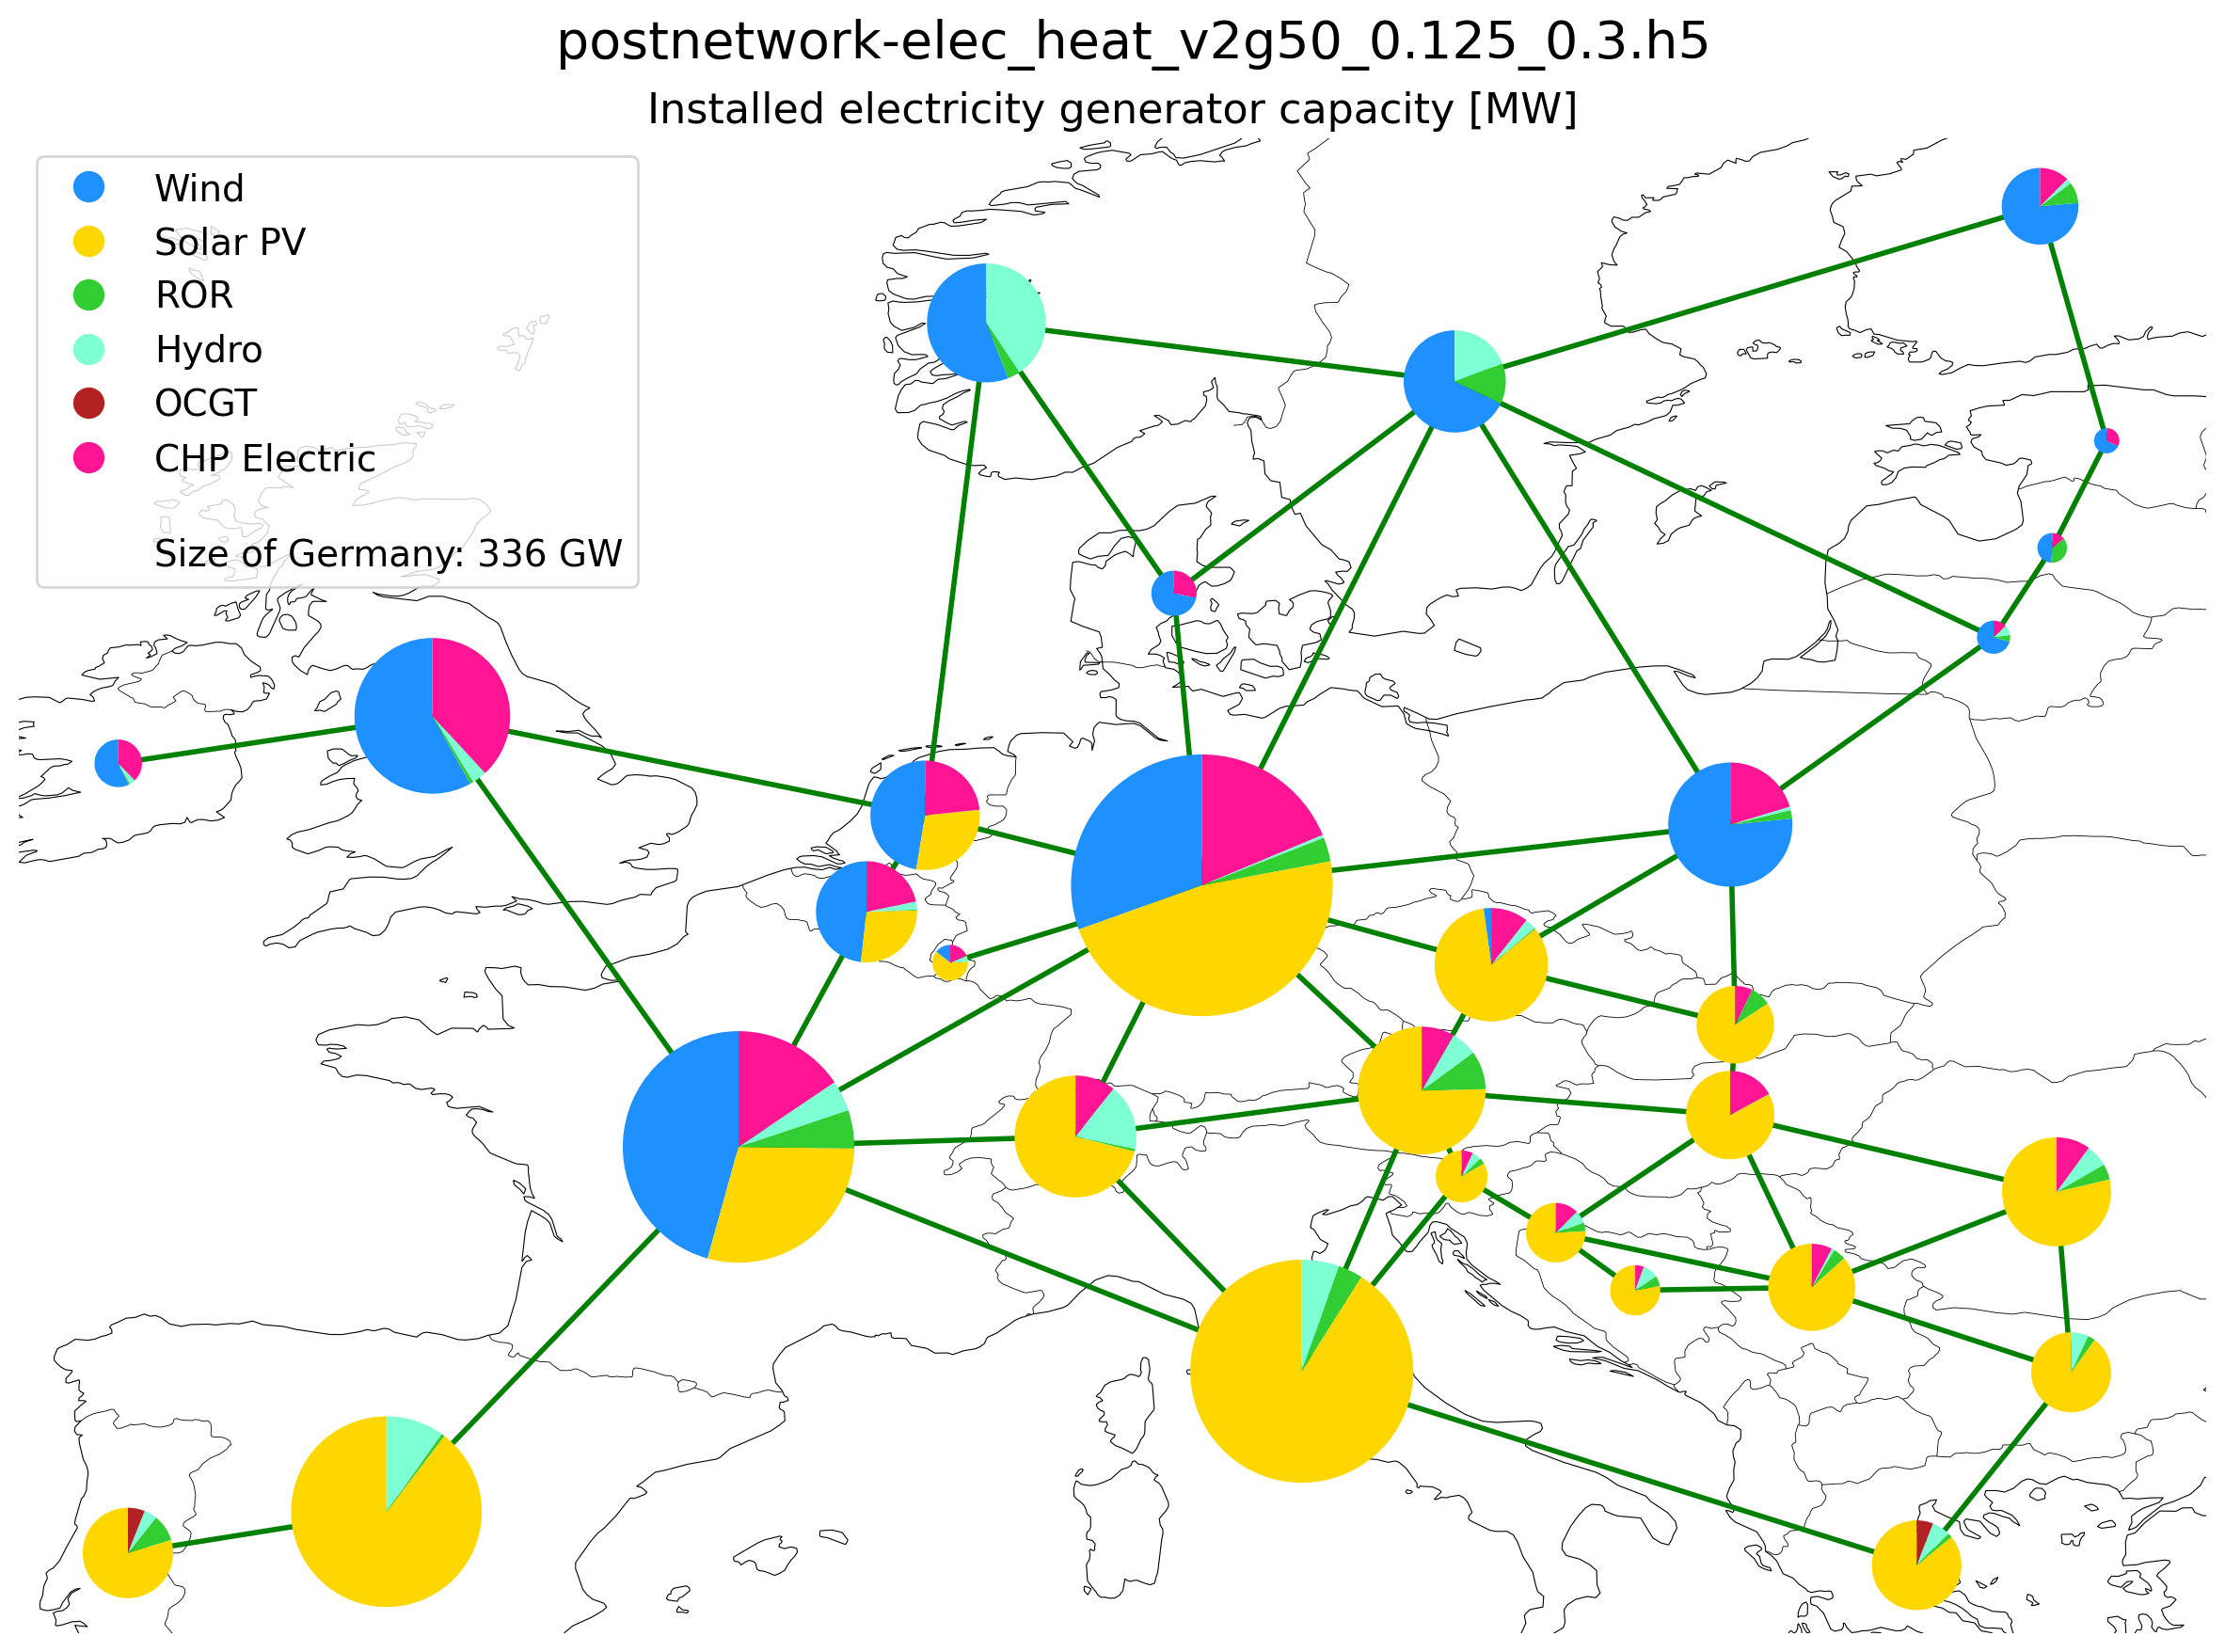 postnetwork-elec_heat_v2g50_0.125_0.3.h5
Installed electricity generator capacity [MW]
Wind
Solar PV
ROR
Hydro
OCGT
CHP Electric
Size of Germany: 336 GW